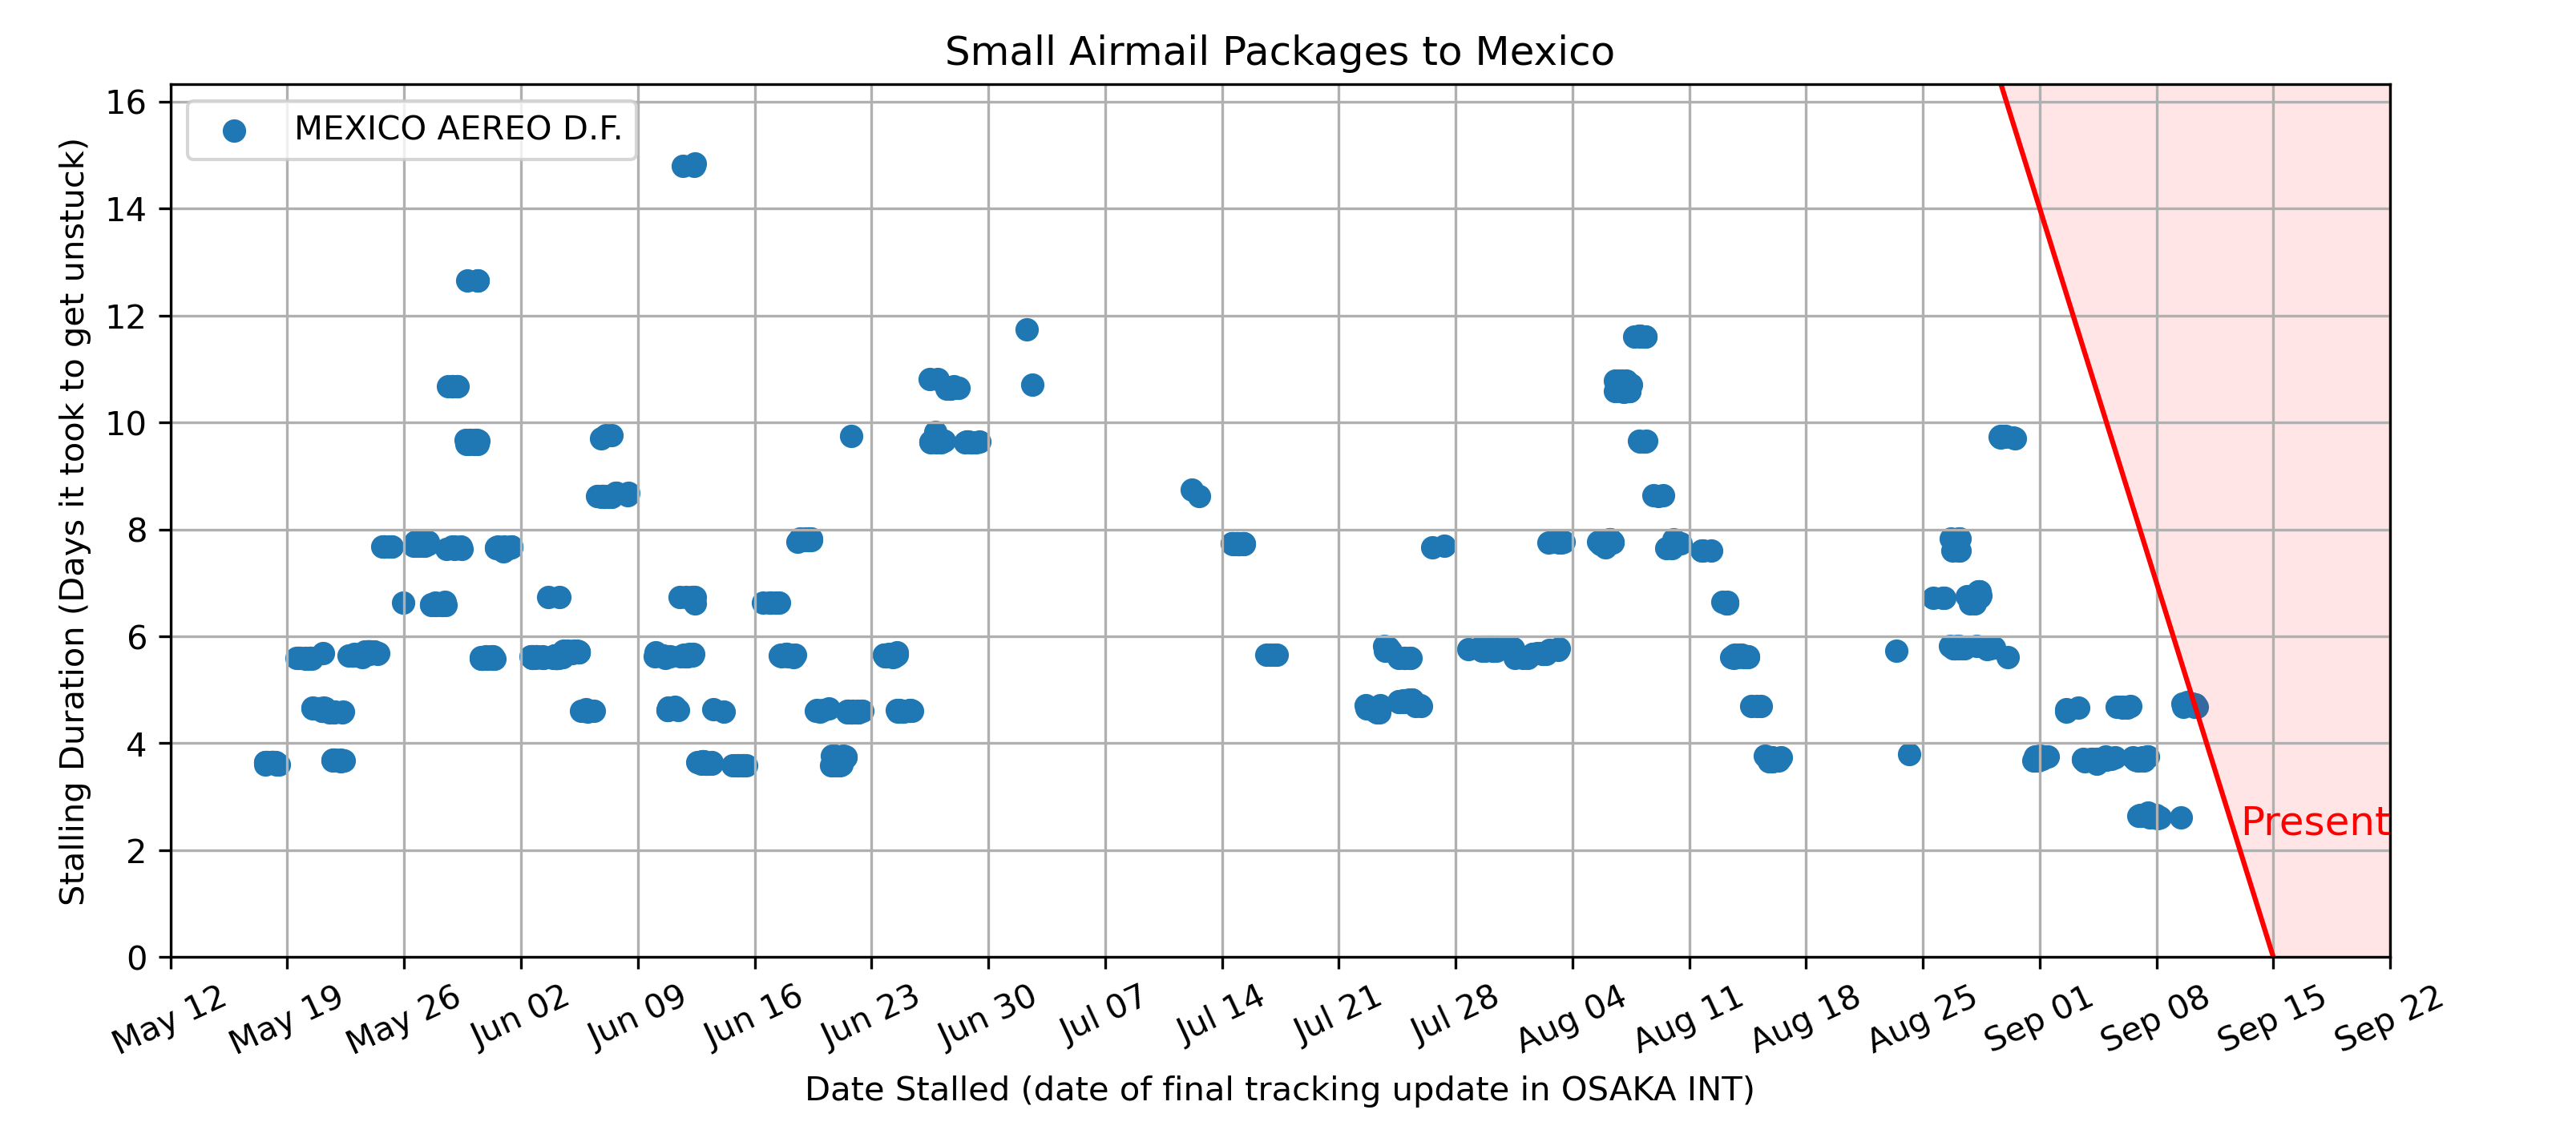 Small Airmail Packages to Mexico
MEXICO AEREO D.F.
Stalling Duration (Days it took to get unstuck)
16
14
12
10
8
6
4
2
0
Present
May 12
May 19
May 26
Jun 02
Jun 09
Jun 16
Jun 23
Jun 30
Jul 07
Jul 14
Jul 21
Jul 28
Aug 04
Aug 11
Aug 18
Aug 25
Sep 01
Sep 08
Sep 15
Sep 22
Date Stalled (date of final tracking update in OSAKA INT)